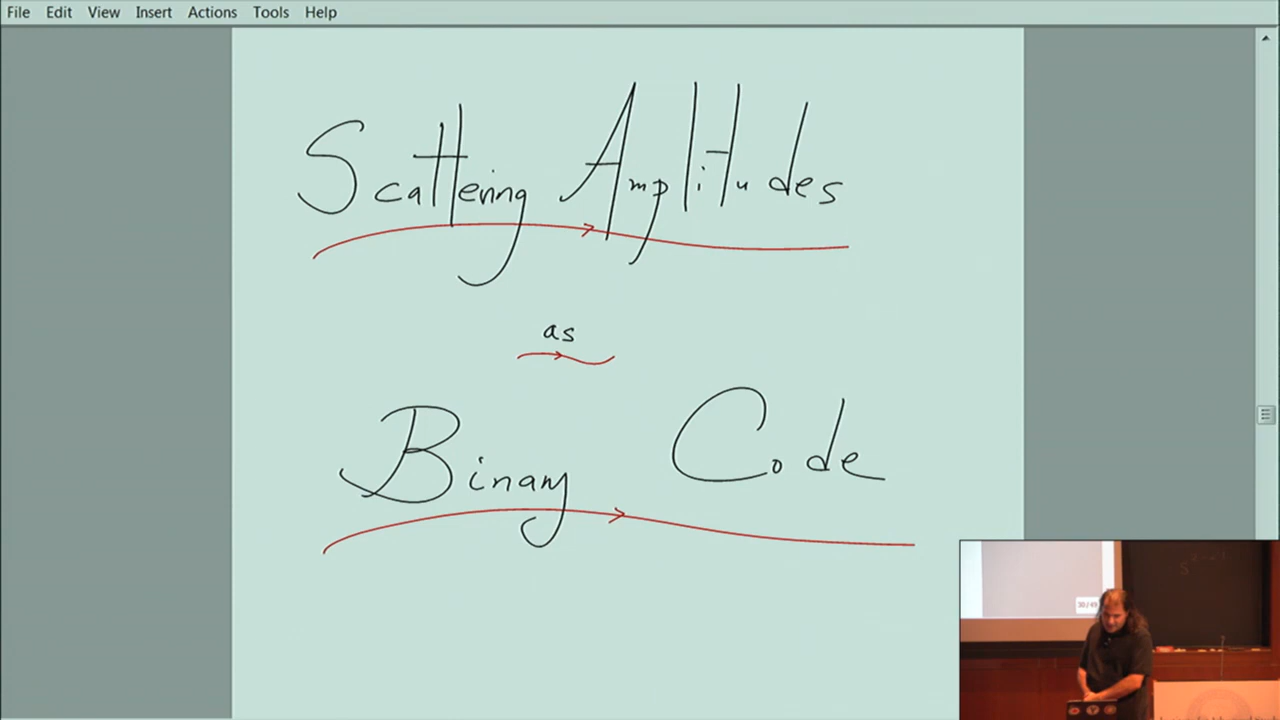 File Edit View Insert Actions Tools Help
Scattering Amplitudes
as
Binary Code